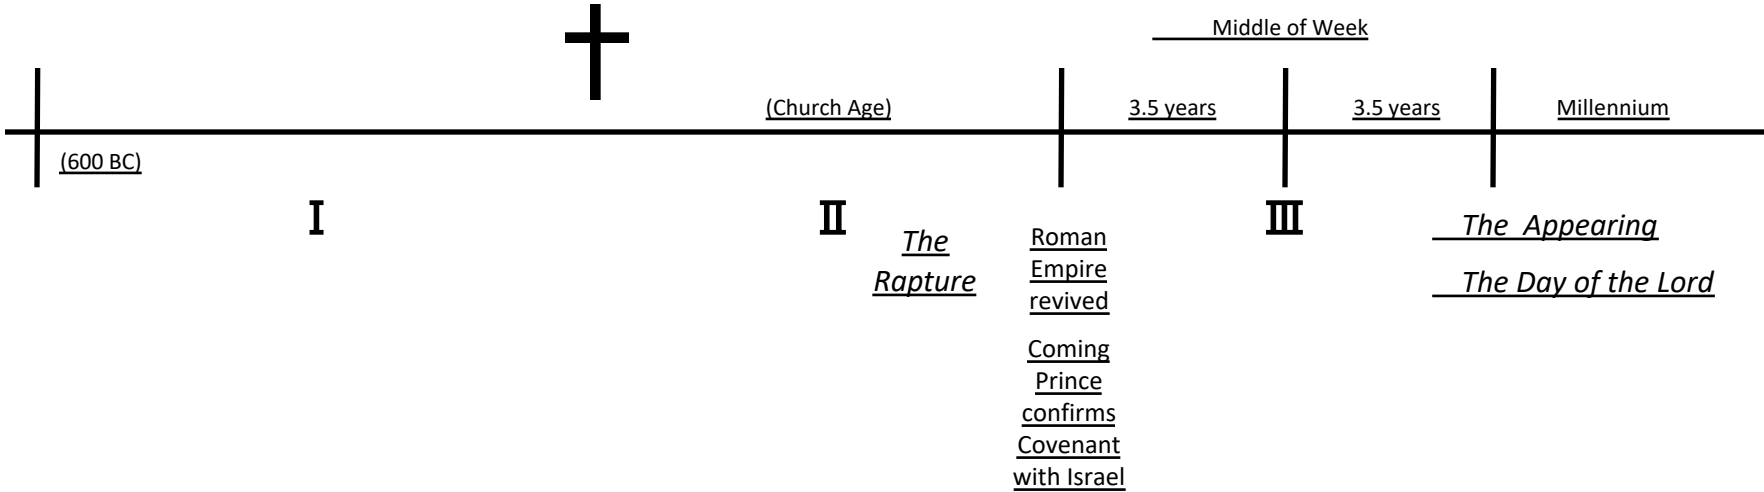 Middle of Week
(Church Age)
3.5 years
3.5 years
Millennium
(600 BC)
I
II
III
The
Rapture
Roman
Empire
revived
Coming
Prince
confirms
Covenant
with Israel
The Appearing
The Day of the Lord